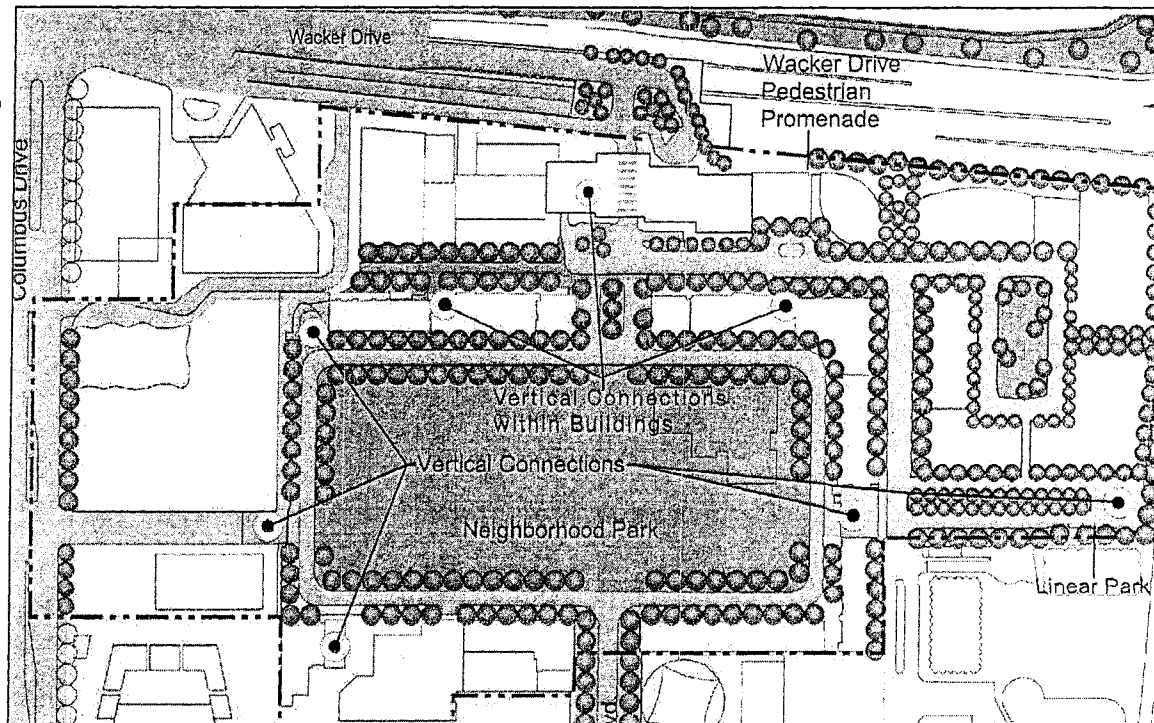 Wacker Drive
Wacker Drive
Pedestrian
Promenade
Columbus Drive
Vertical Connections
Within Buildings
Vertical Connections
Neighborhood Park
Linear Park